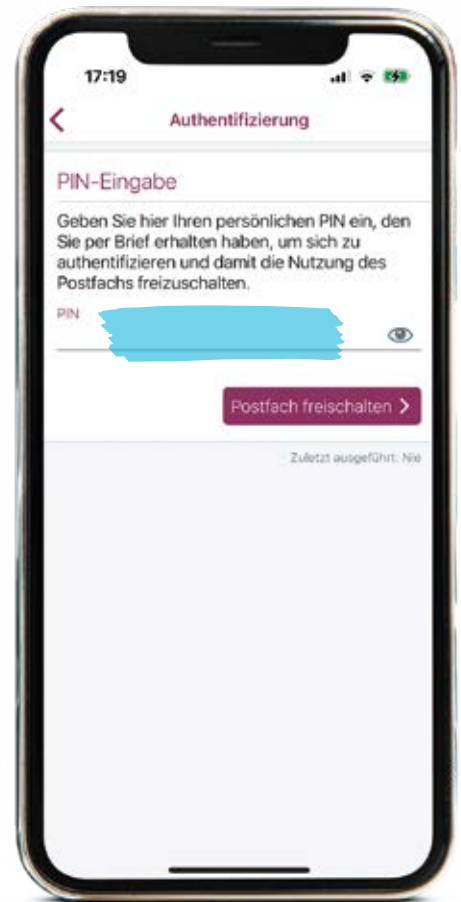 17:19
Authentifizierung
PIN-Eingabe
Geben Sie hier Ihren persönlichen PIN ein, den
Sie per Brief erhalten haben, um sich zu
authentifizieren und damit die Nutzung des
Postfachs freizuschalten.
PIN
Postfach freischalten
Zuletzt ausgeführt: Nie